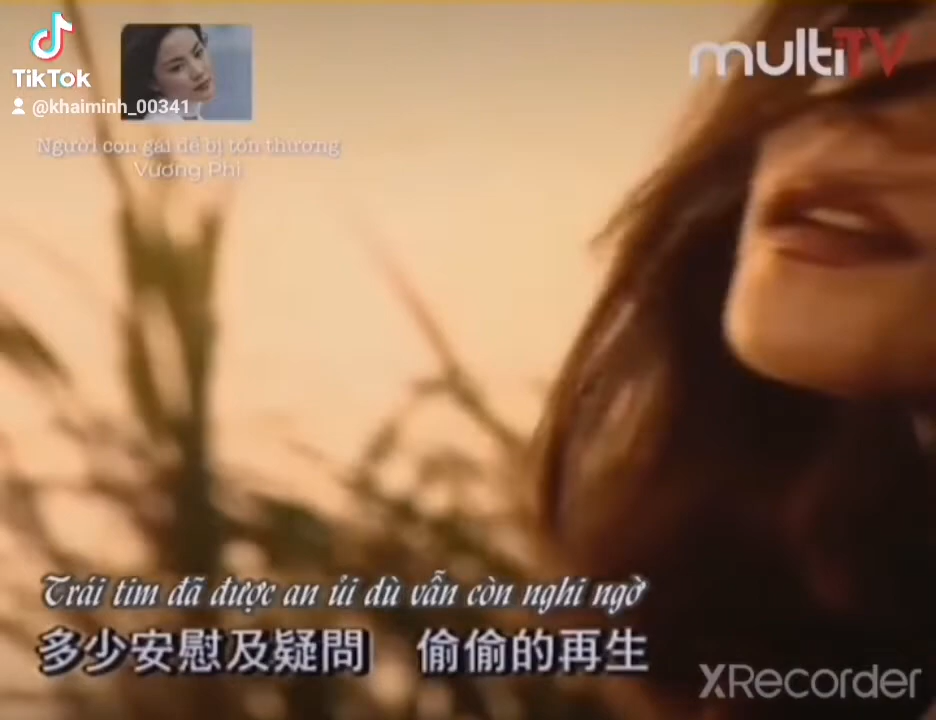 TikTok
@khaiminh_00341
multiTV
Người con gái dễ bị tổn thương
Vương Phi
Trái tim đã được an ủi dù vẫn còn nghi ngờ
多少安慰及疑問 偷偷的再生
XRecorder